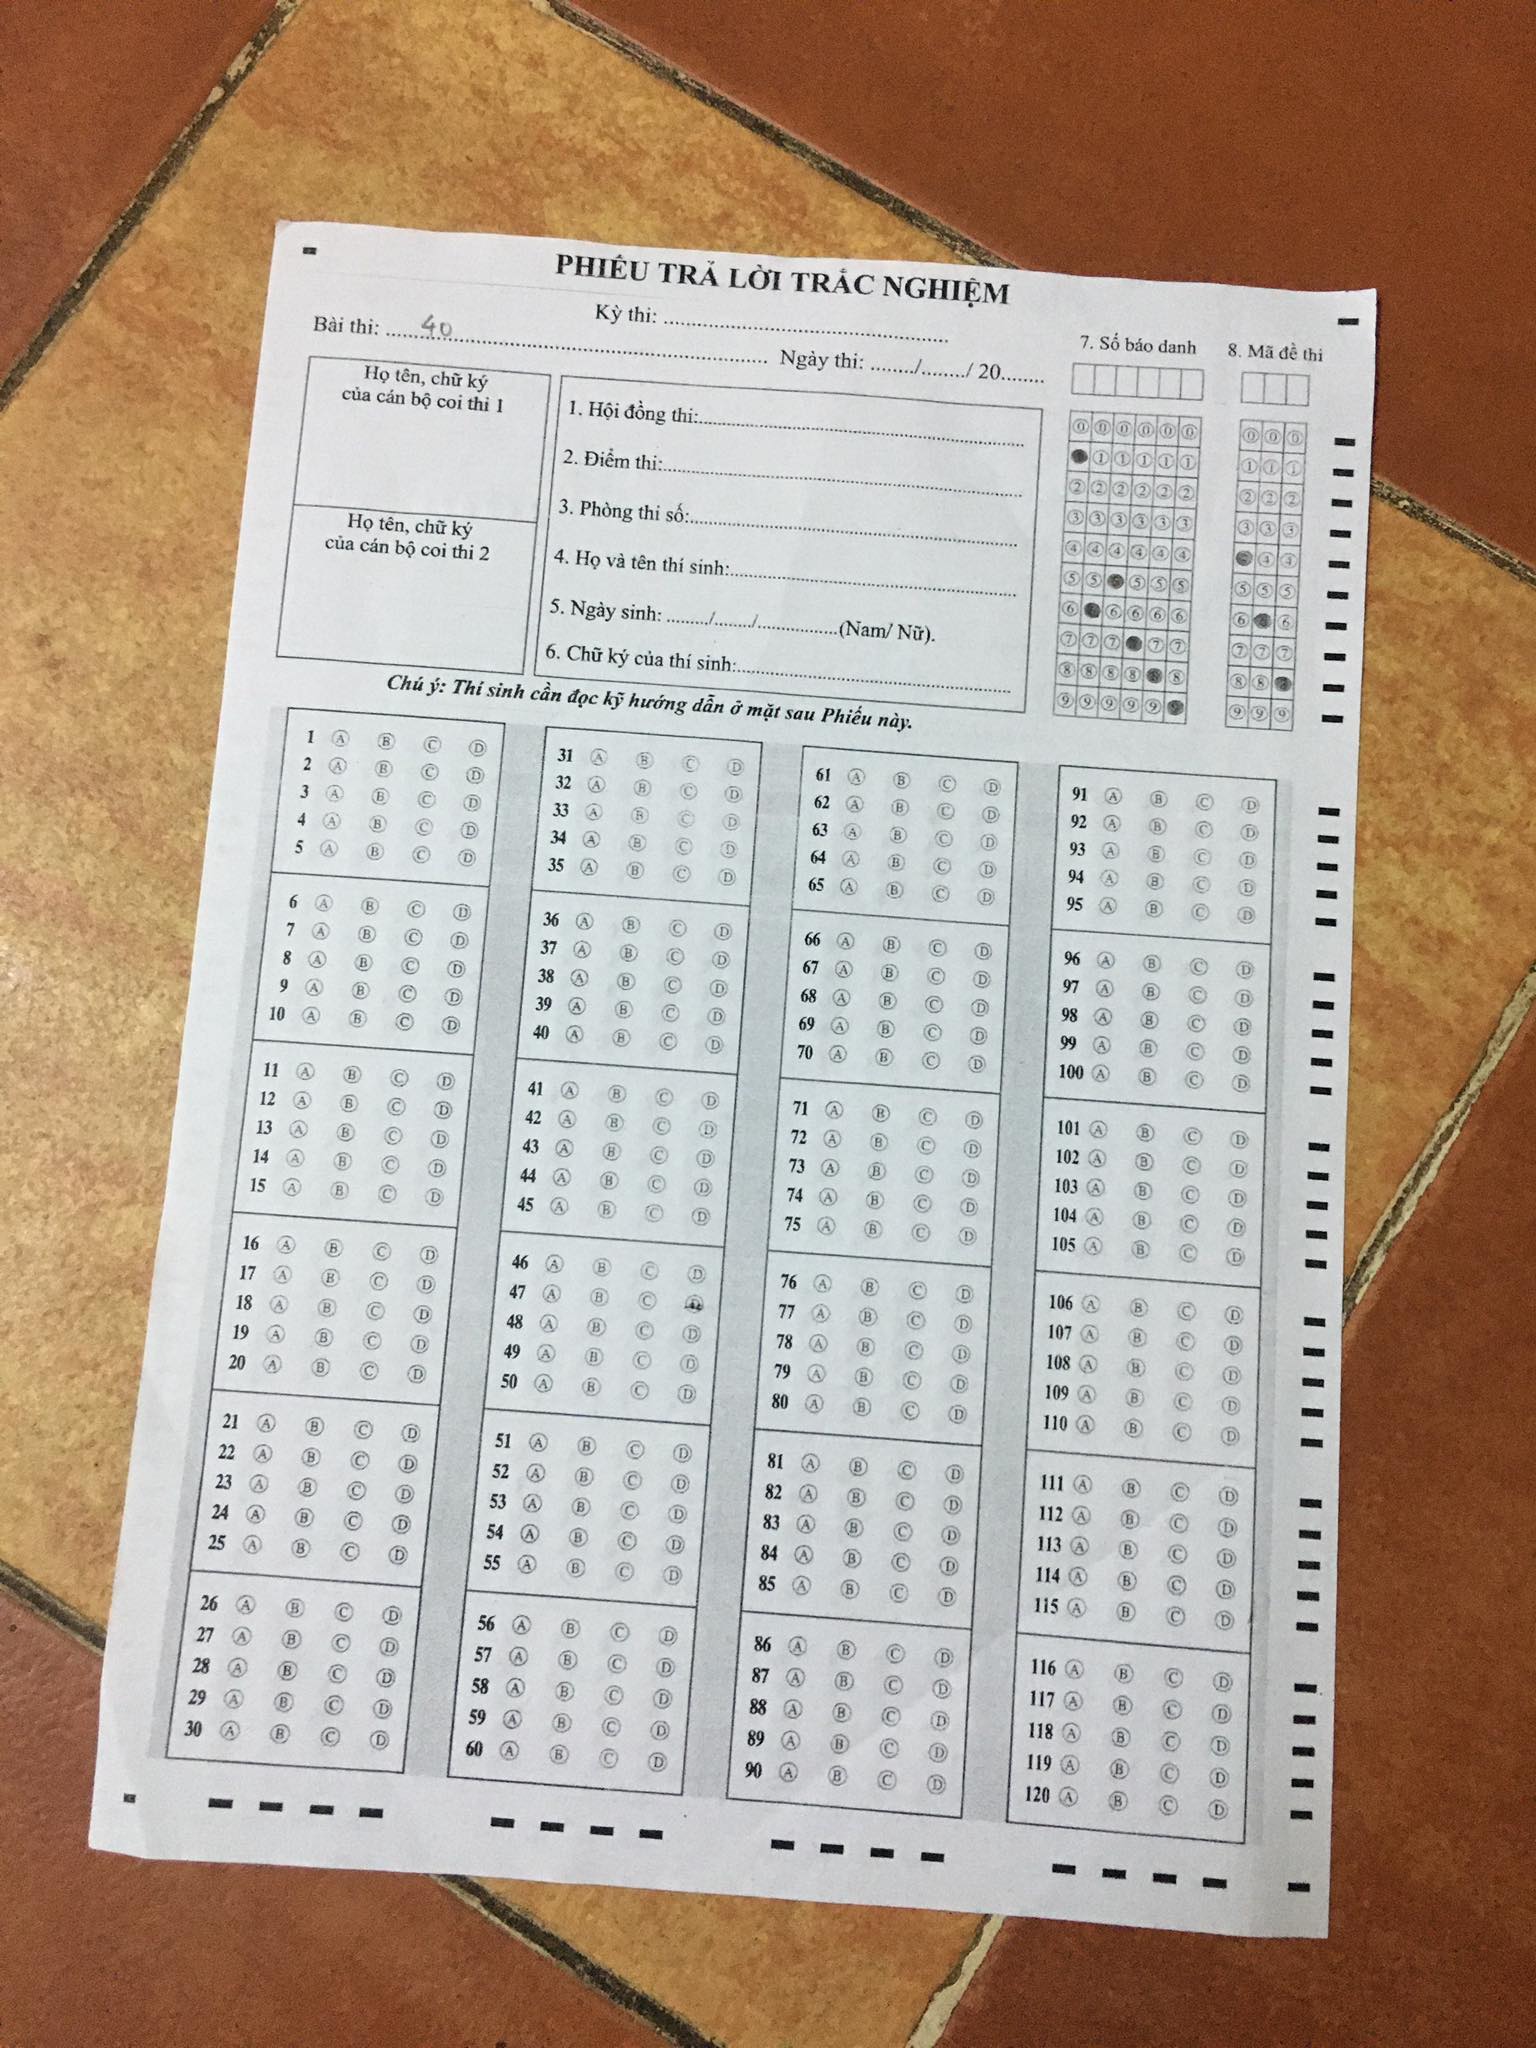 PHIẾU TRẢ LỜI TRẮC NGHIỆM
Kỳ thi: ................................................
Bài thi: ......40................................................ Ngày thi: ......../......../ 20........
Họ tên, chữ ký
của cán bộ coi thi 1
Họ tên, chữ ký
của cán bộ coi thi 2
1. Hội đồng thi:................................................
2. Điểm thi:................................................
3. Phòng thi số:................................................
4. Họ và tên thí sinh:................................................
5. Ngày sinh: ......../......../...............(Nam/ Nữ).
6. Chữ ký của thí sinh:................................................
7. Số báo danh
0 0 0 0 0 0
1 1 1 1 1
2 2 2 2 2 2
3 3 3 3 3 3
4 4 4 4 4 4
5 5 5 5 5
6 6 6 6 6
7 7 7 7 7
8 8 8 8 8
9 9 9 9 9
8. Mã đề thi
0 0 0
1 1 1
2 2 2
3 3 3
4 4
5 5 5
6 6
7 7 7
8 8
9 9 9
Chú ý: Thí sinh cần đọc kỹ hướng dẫn ở mặt sau Phiếu này.
1 A B C D
2 A B C D
3 A B C D
4 A B C D
5 A B C D
6 A B C D
7 A B C D
8 A B C D
9 A B C D
10 A B C D
11 A B C D
12 A B C D
13 A B C D
14 A B C D
15 A B C D
16 A B C D
17 A B C D
18 A B C D
19 A B C D
20 A B C D
21 A B C D
22 A B C D
23 A B C D
24 A B C D
25 A B C D
26 A B C D
27 A B C D
28 A B C D
29 A B C D
30 A B C D
31 A B C D
32 A B C D
33 A B C D
34 A B C D
35 A B C D
36 A B C D
37 A B C D
38 A B C D
39 A B C D
40 A B C D
41 A B C D
42 A B C D
43 A B C D
44 A B C D
45 A B C D
46 A B C D
47 A B C D
48 A B C D
49 A B C D
50 A B C D
51 A B C D
52 A B C D
53 A B C D
54 A B C D
55 A B C D
56 A B C D
57 A B C D
58 A B C D
59 A B C D
60 A B C D
61 A B C D
62 A B C D
63 A B C D
64 A B C D
65 A B C D
66 A B C D
67 A B C D
68 A B C D
69 A B C D
70 A B C D
71 A B C D
72 A B C D
73 A B C D
74 A B C D
75 A B C D
76 A B C D
77 A B C D
78 A B C D
79 A B C D
80 A B C D
81 A B C D
82 A B C D
83 A B C D
84 A B C D
85 A B C D
86 A B C D
87 A B C D
88 A B C D
89 A B C D
90 A B C D
91 A B C D
92 A B C D
93 A B C D
94 A B C D
95 A B C D
96 A B C D
97 A B C D
98 A B C D
99 A B C D
100 A B C D
101 A B C D
102 A B C D
103 A B C D
104 A B C D
105 A B C D
106 A B C D
107 A B C D
108 A B C D
109 A B C D
110 A B C D
111 A B C D
112 A B C D
113 A B C D
114 A B C D
115 A B C D
116 A B C D
117 A B C D
118 A B C D
119 A B C D
120 A B C D